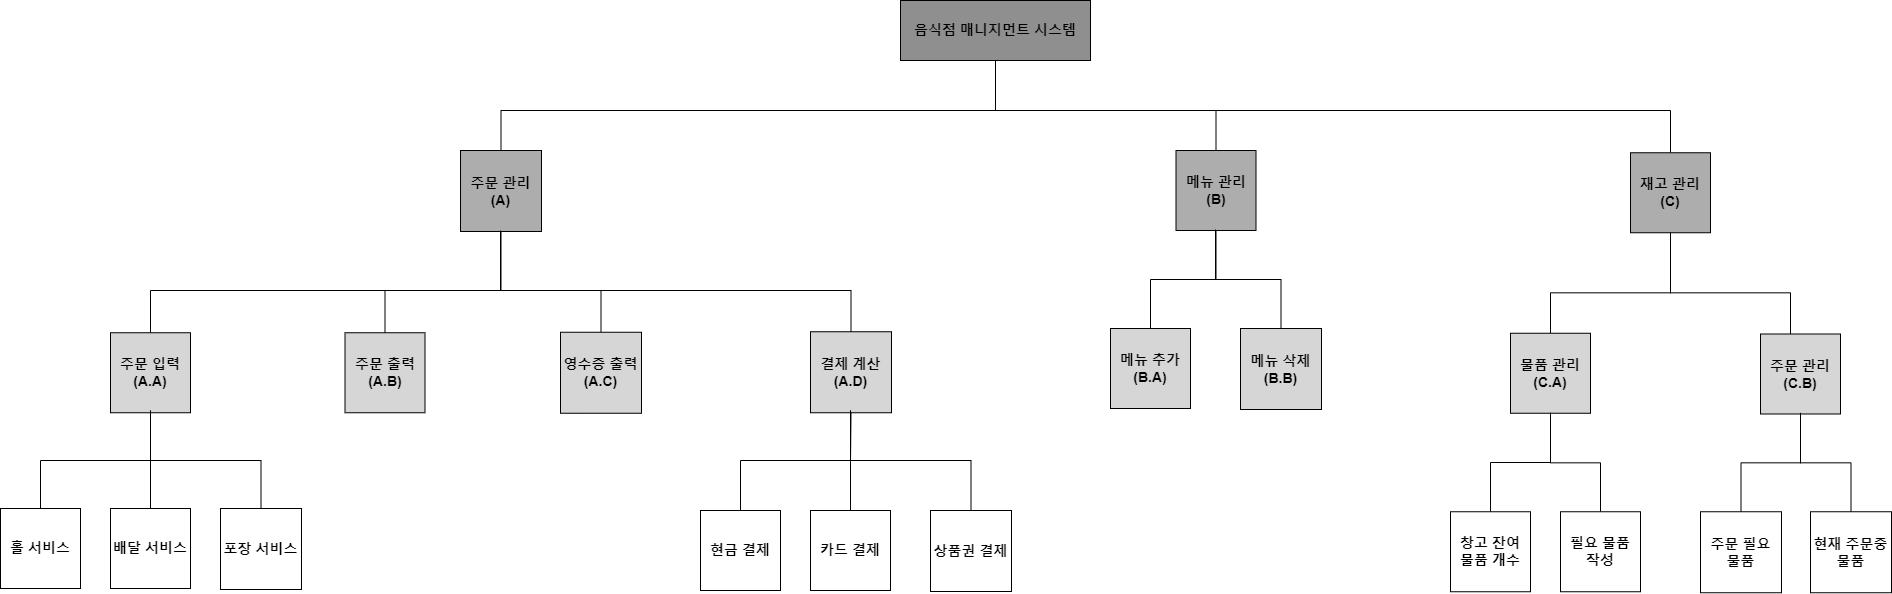 음식점 매니지먼트 시스템
주문 관리
(A)
메뉴 관리
(B)
재고 관리
(C)
주문 입력
(A.A)
주문 출력
(A.B)
영수증 출력
(A.C)
결제 계산
(A.D)
메뉴 추가
(B.A)
메뉴 삭제
(B.B)
물품 관리
(C.A)
주문 관리
(C.B)
홀 서비스
배달 서비스
포장 서비스
현금 결제
카드 결제
상품권 결제
창고 잔여
물품 개수
필요 물품
작성
주문 필요
물품
현재 주문중
물품